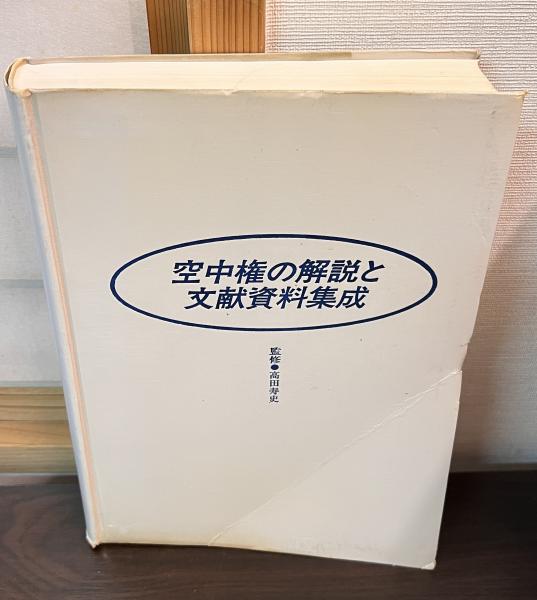 空中権の解説と
文献資料集成
監修●高田寿史